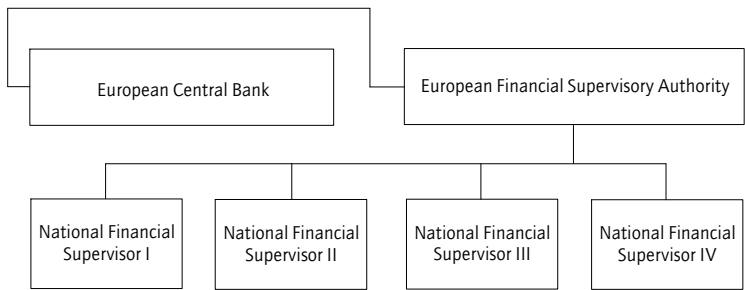 European Central Bank
European Financial Supervisory Authority
National Financial
Supervisor I
National Financial
Supervisor II
National Financial
Supervisor III
National Financial
Supervisor IV